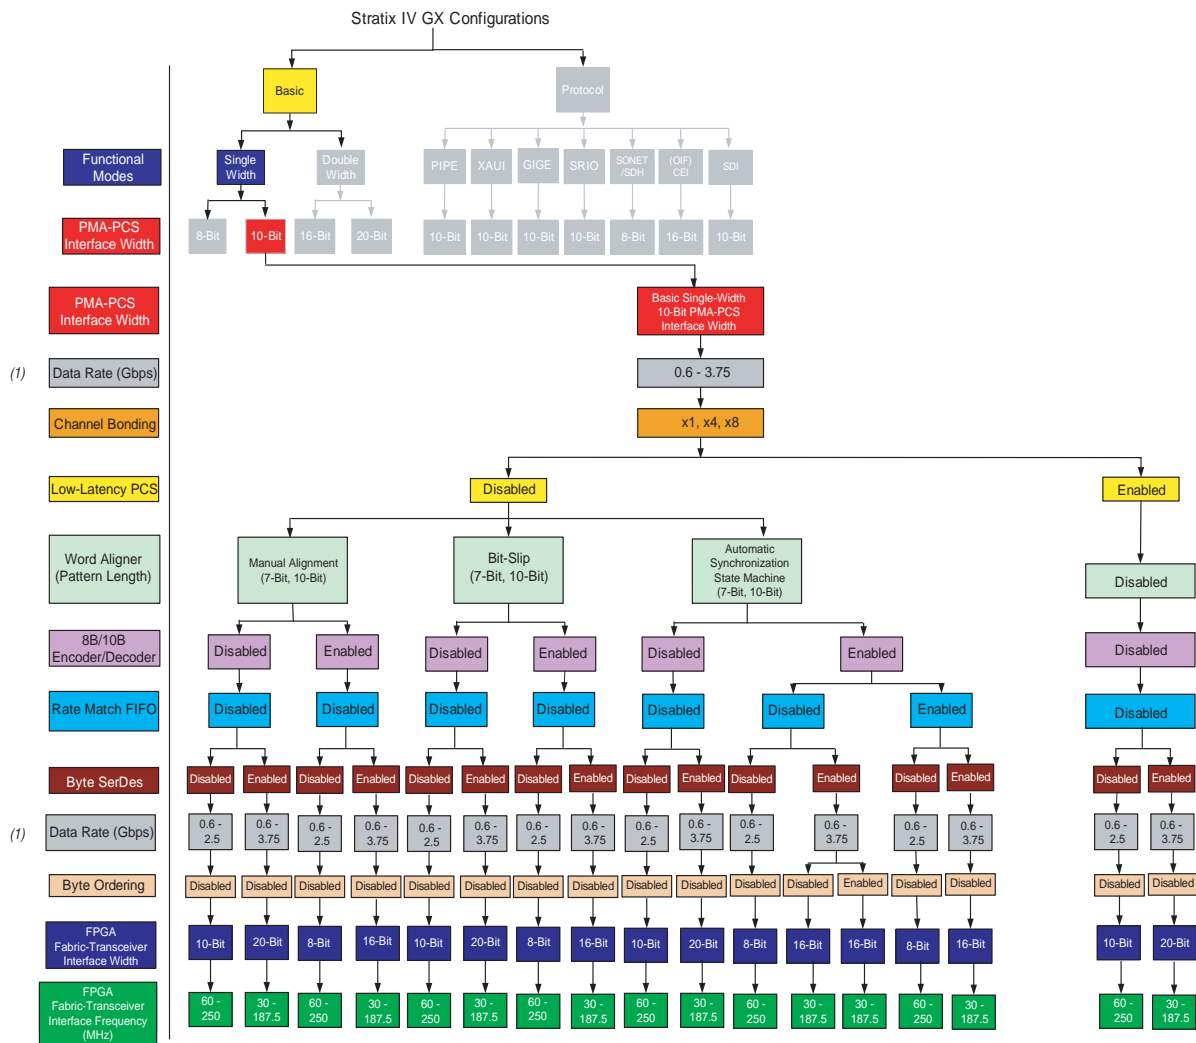 Stratix IV GX Configurations
Basic
Protocol
Functional
Modes
Single
Width
Double
Width
PIPE
XAUI
GIGE
SRIO
SONET
/SDH
(OIF)
CEI
SDI
PMA-PCS
Interface Width
8-Bit
10-Bit
16-Bit
20-Bit
10-Bit
10-Bit
10-Bit
10-Bit
8-Bit
16-Bit
10-Bit
PMA-PCS
Interface Width
Basic Single-Width
10-Bit PMA-PCS
Interface Width
(1)
Data Rate (Gbps)
0.6 - 3.75
Channel Bonding
x1, x4, x8
Low-Latency PCS
Disabled
Enabled
Word Aligner
(Pattern Length)
Manual Alignment
(7-Bit, 10-Bit)
Bit-Slip
(7-Bit, 10-Bit)
Automatic
Synchronization
State Machine
(7-Bit, 10-Bit)
Disabled
8B/10B
Encoder/Decoder
Disabled
Enabled
Disabled
Enabled
Disabled
Enabled
Disabled
Rate Match FIFO
Disabled
Disabled
Disabled
Disabled
Disabled
Disabled
Enabled
Disabled
Byte SerDes
Disabled
Enabled
Disabled
Enabled
Disabled
Enabled
Disabled
Enabled
Disabled
Enabled
Disabled
Enabled
Disabled
Enabled
Disabled
Enabled
(1)
Data Rate (Gbps)
0.6 -
2.5
0.6 -
3.75
0.6 -
2.5
0.6 -
3.75
0.6 -
2.5
0.6 -
3.75
0.6 -
2.5
0.6 -
3.75
0.6 -
2.5
0.6 -
3.75
0.6 -
2.5
0.6 -
3.75
0.6 -
2.5
0.6 -
3.75
0.6 -
2.5
0.6 -
3.75
Byte Ordering
Disabled
Disabled
Disabled
Disabled
Disabled
Disabled
Disabled
Disabled
Disabled
Disabled
Disabled
Disabled
Enabled
Disabled
Disabled
Disabled
Disabled
FPGA
Fabric-Transceiver
Interface Width
10-Bit
20-Bit
8-Bit
16-Bit
10-Bit
20-Bit
8-Bit
16-Bit
10-Bit
20-Bit
8-Bit
16-Bit
16-Bit
8-Bit
16-Bit
10-Bit
20-Bit
FPGA
Fabric-Transceiver
Interface Frequency
(MHz)
60 -
250
30 -
187.5
60 -
250
30 -
187.5
60 -
250
30 -
187.5
60 -
250
30 -
187.5
60 -
250
30 -
187.5
60 -
250
30 -
187.5
30 -
187.5
60 -
250
30 -
187.5
60 -
250
30 -
187.5